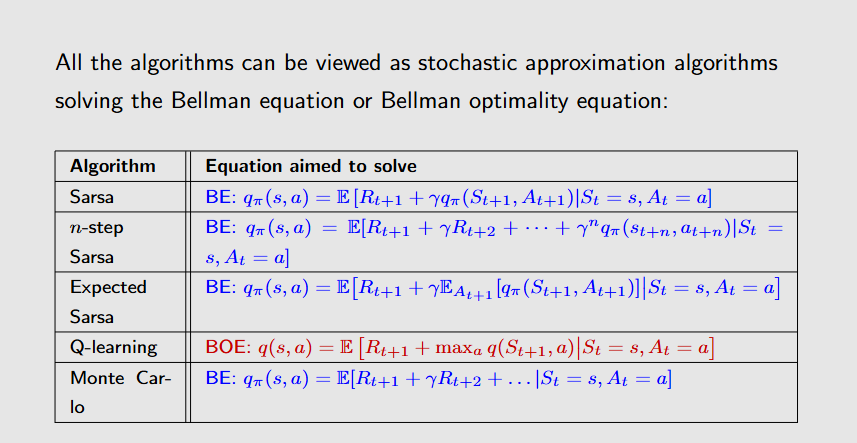 All the algorithms can be viewed as stochastic approximation algorithms
solving the Bellman equation or Bellman optimality equation:
Algorithm Equation aimed to solve
Sarsa BE: qπ(s, a) = 𝔼 [Rt+1 + γqπ(St+1, At+1)|St = s, At = a]
n-step BE: qπ(s, a) = 𝔼[Rt+1 + γRt+2 + ··· + γⁿqπ(st+n, at+n)|St =
Sarsa s, At = a]
Expected BE: qπ(s, a) = 𝔼[Rt+1 + γ𝔼At+1[qπ(St+1, At+1)]|St = s, At = a]
Sarsa
Q-learning BOE: q(s, a) = 𝔼 [Rt+1 + maxa q(St+1, a)|St = s, At = a]
Monte Car- BE: qπ(s, a) = 𝔼[Rt+1 + γRt+2 + ...|St = s, At = a]
lo